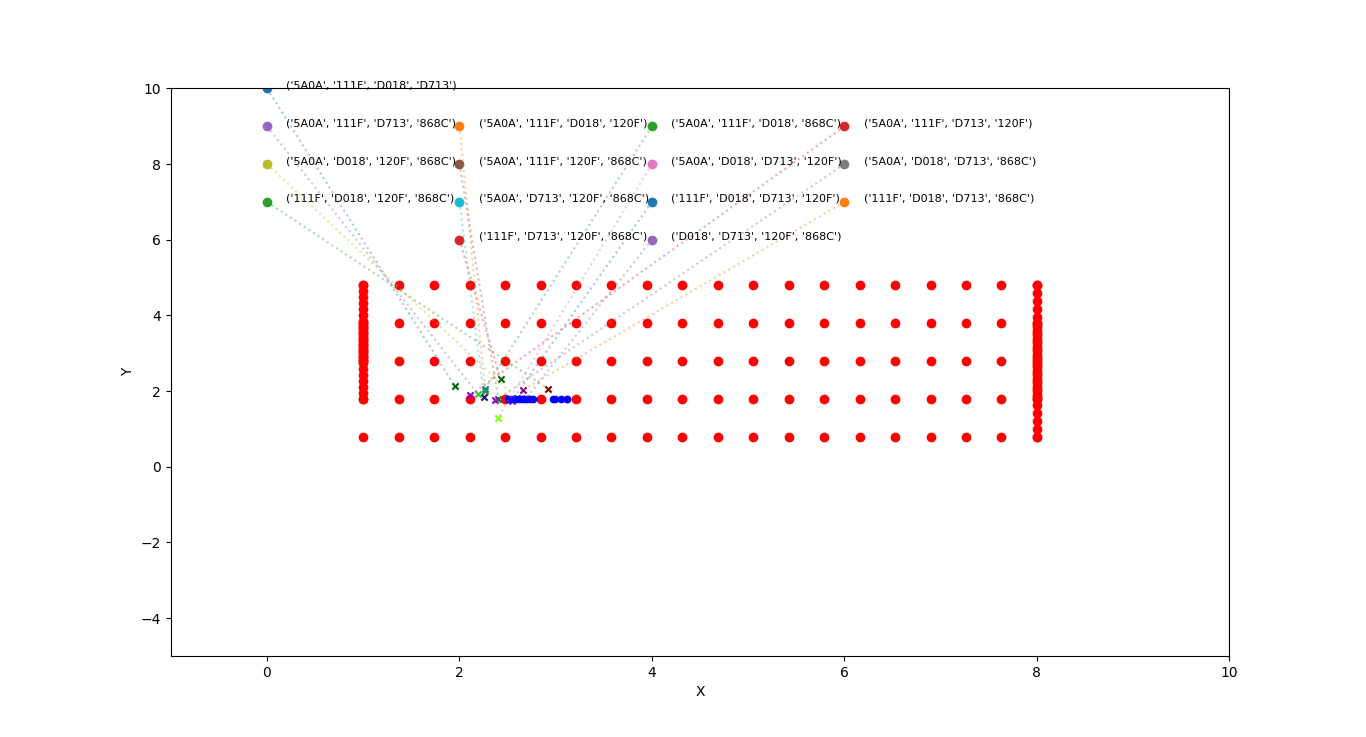 10
('5A0A', '111F', 'D018', 'D713')
('5A0A', '111F', 'D713', '868C')
('5A0A', '111F', 'D018', '120F')
('5A0A', '111F', 'D018', '868C')
('5A0A', '111F', 'D713', '120F')
8
('5A0A', 'D018', '120F', '868C')
('5A0A', '111F', '120F', '868C')
('5A0A', 'D018', 'D713', '120F')
('5A0A', 'D018', 'D713', '868C')
('111F', 'D018', '120F', '868C')
('5A0A', 'D713', '120F', '868C')
('111F', 'D018', 'D713', '120F')
('111F', 'D018', 'D713', '868C')
6
('111F', 'D713', '120F', '868C')
('D018', 'D713', '120F', '868C')
4
Y
2
0
−2
−4
0
2
4
6
8
10
X